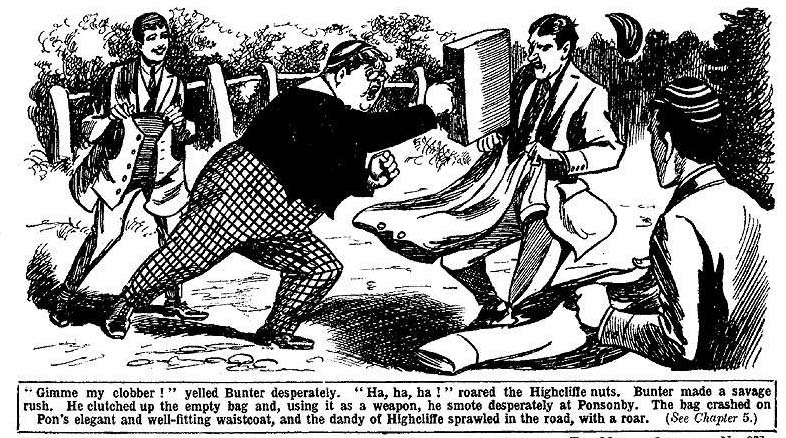 "Gimme my clobber!" yelled Bunter desperately. "Ha, ha, ha!" roared the Highcliffe nuts. Bunter made a savage
rush. He clutched up the empty bag and, using it as a weapon, he smote desperately at Ponsonby. The bag crashed on
Pon's elegant and well-fitting waistcoat, and the dandy of Highcliffe sprawled in the road, with a roar. (See Chapter 5.)